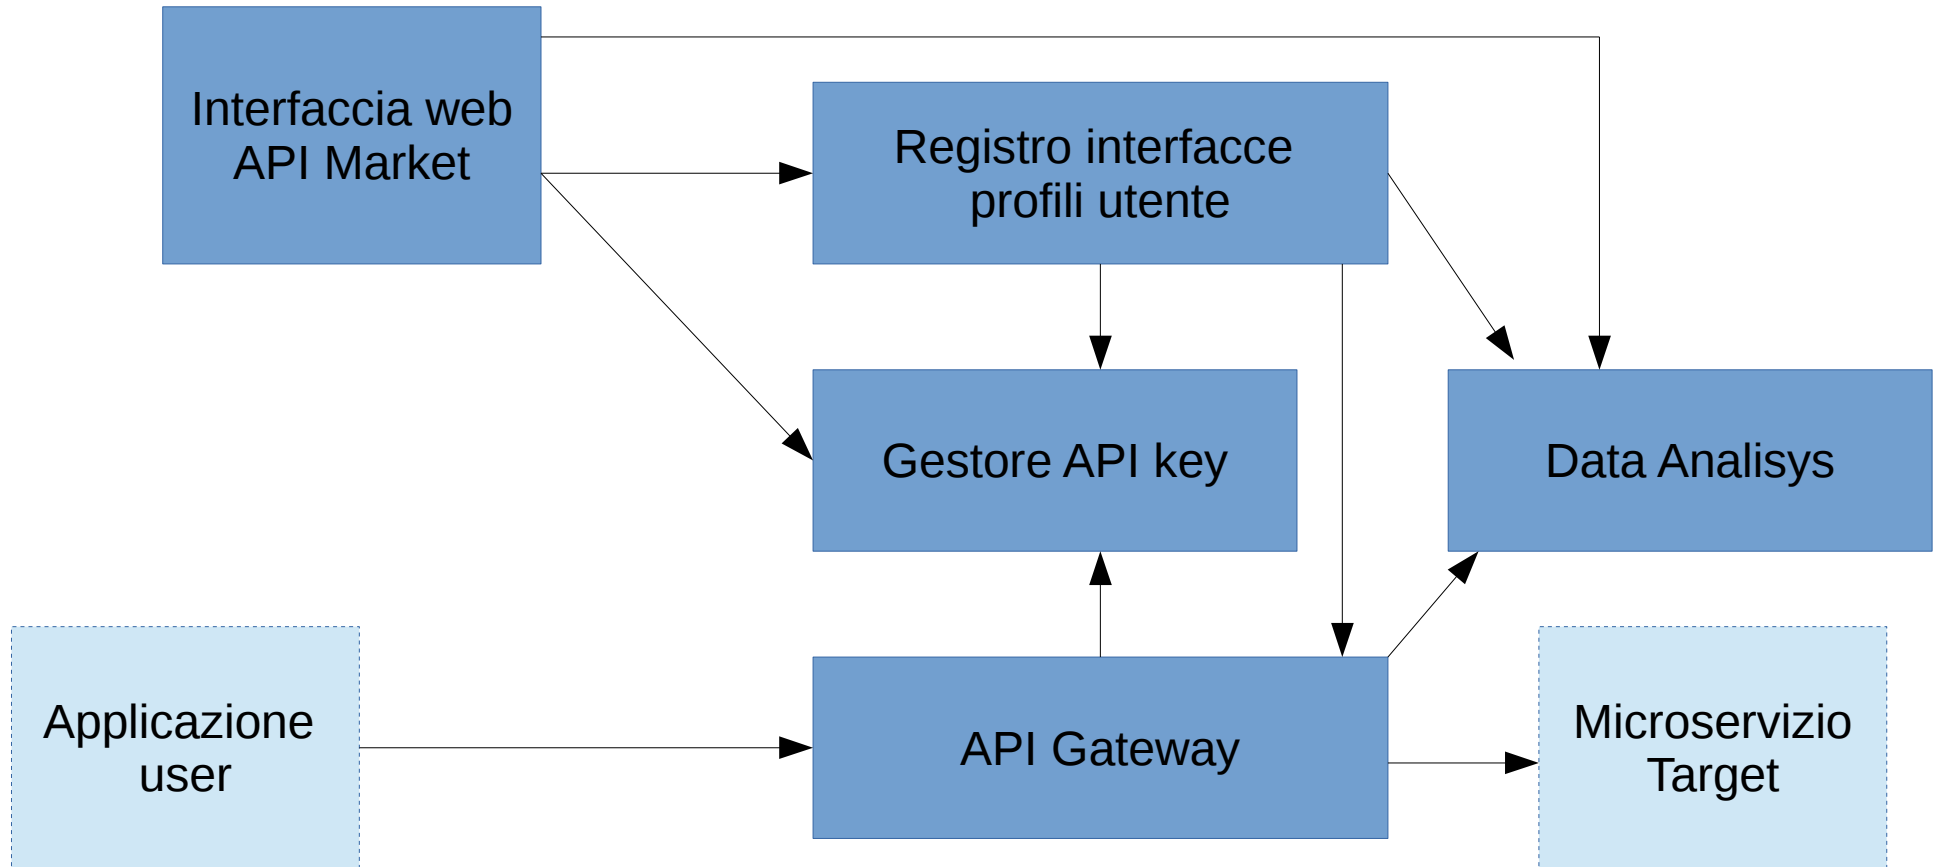 Interfaccia web
API Market
Registro interfacce
profili utente
Gestore API key
Data Analisys
Applicazione
user
API Gateway
Microservizio
Target